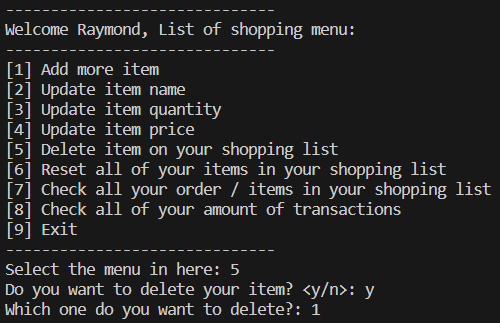 ------------------------------
Welcome Raymond, List of shopping menu:
------------------------------
[1] Add more item
[2] Update item name
[3] Update item quantity
[4] Update item price
[5] Delete item on your shopping list
[6] Reset all of your items in your shopping list
[7] Check all your order / items in your shopping list
[8] Check all of your amount of transactions
[9] Exit
------------------------------
Select the menu in here: 5
Do you want to delete your item? <y/n>: y
Which one do you want to delete?: 1